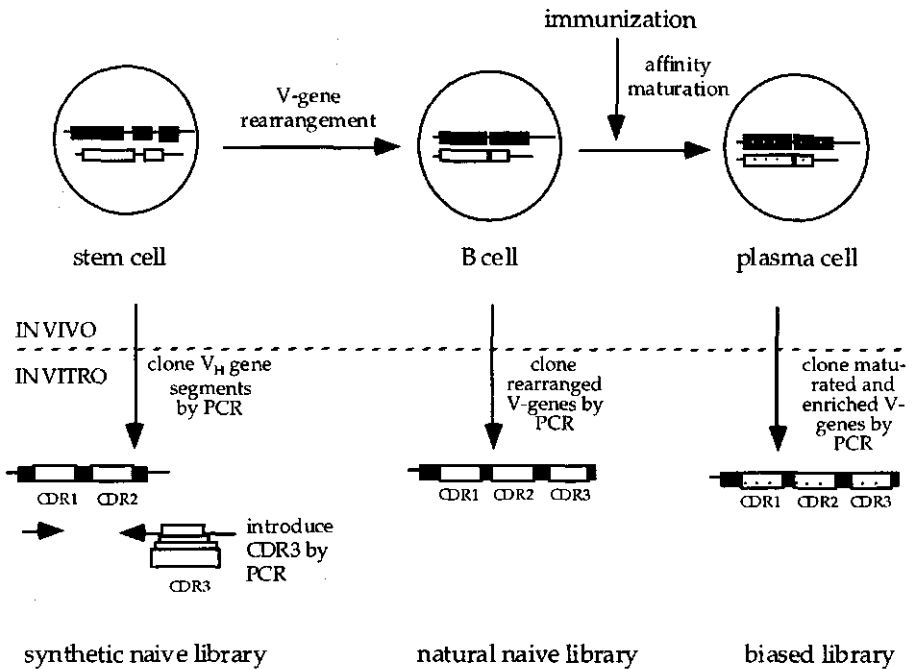 immunization
V-gene
rearrangement
affinity
maturation
stem cell
B cell
plasma cell
IN VIVO
IN VITRO
clone VH gene
segments
by PCR
clone
rearranged
V-genes by
PCR
clone matu-
rated and
enriched V-
genes by
PCR
CDR1 CDR2
CDR1 CDR2 CDR3
CDR1 CDR2 CDR3
introduce
CDR3 by
PCR
CDR3
synthetic naive library
natural naive library
biased library